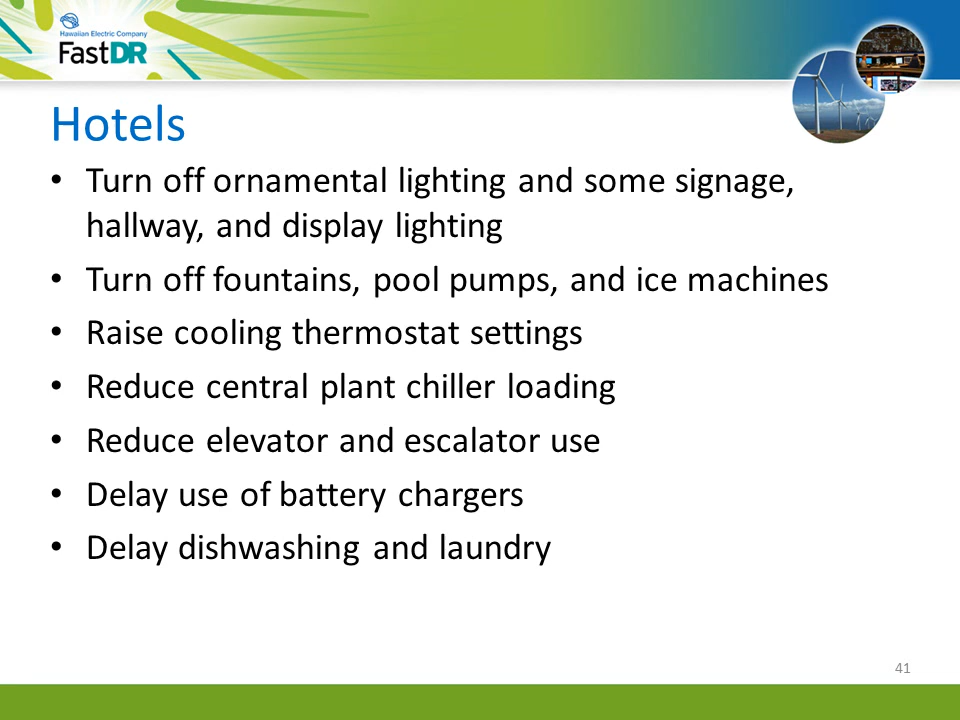 Hawaiian Electric Company
FastDR
Hotels
• Turn off ornamental lighting and some signage,
hallway, and display lighting
• Turn off fountains, pool pumps, and ice machines
• Raise cooling thermostat settings
• Reduce central plant chiller loading
• Reduce elevator and escalator use
• Delay use of battery chargers
• Delay dishwashing and laundry
41